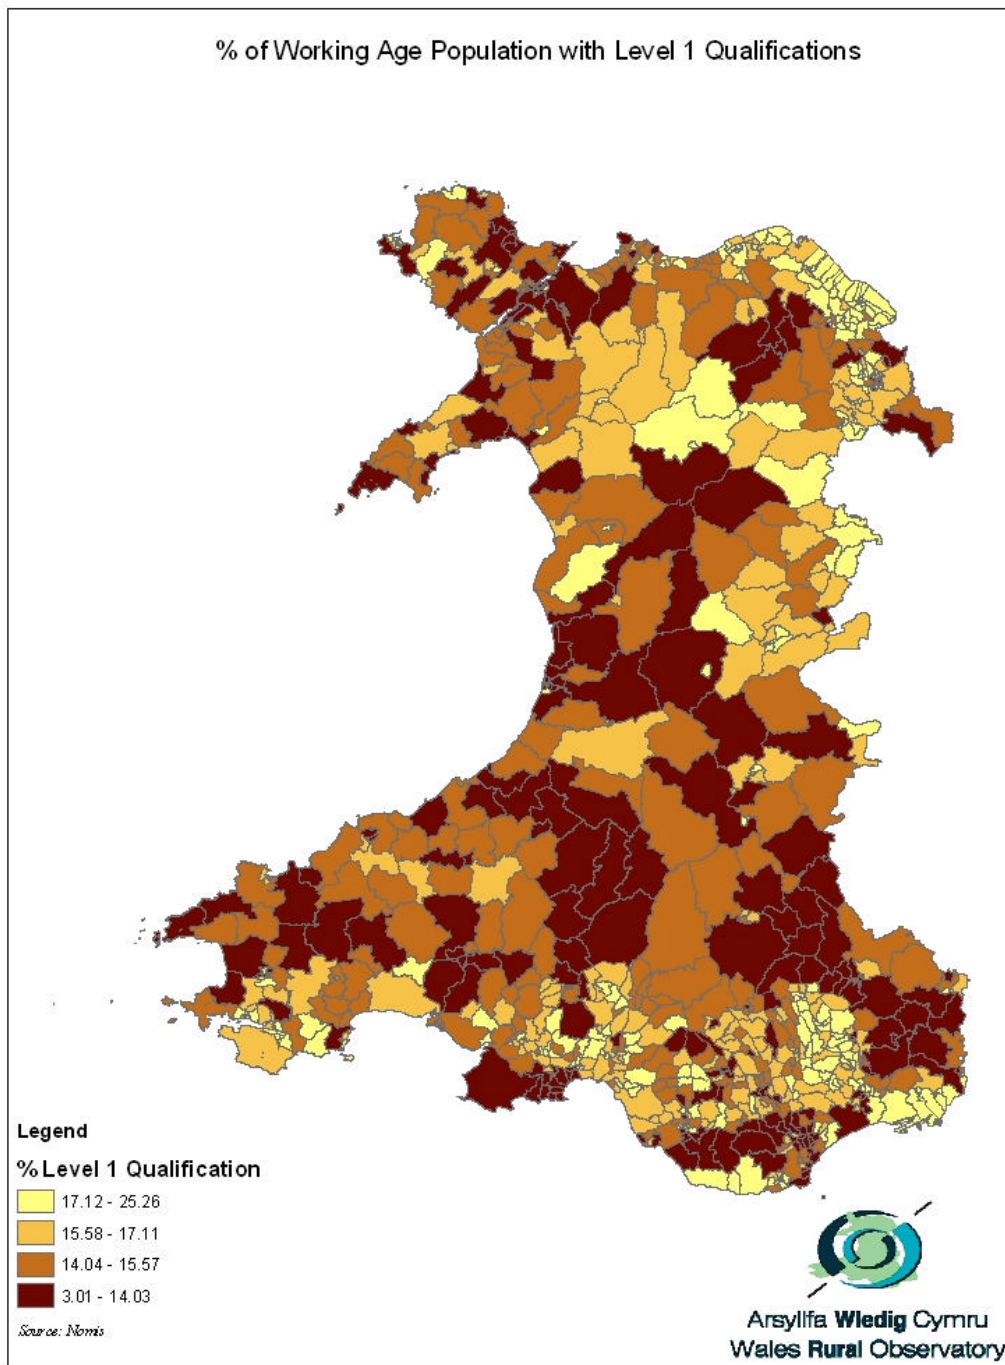 % of Working Age Population with Level 1 Qualifications
Legend
% Level 1 Qualification
17.12 - 25.26
15.58 - 17.11
14.04 - 15.57
3.01 - 14.03
Source: Nomis
Arsyllfa Wledig Cymru
Wales Rural Observatory